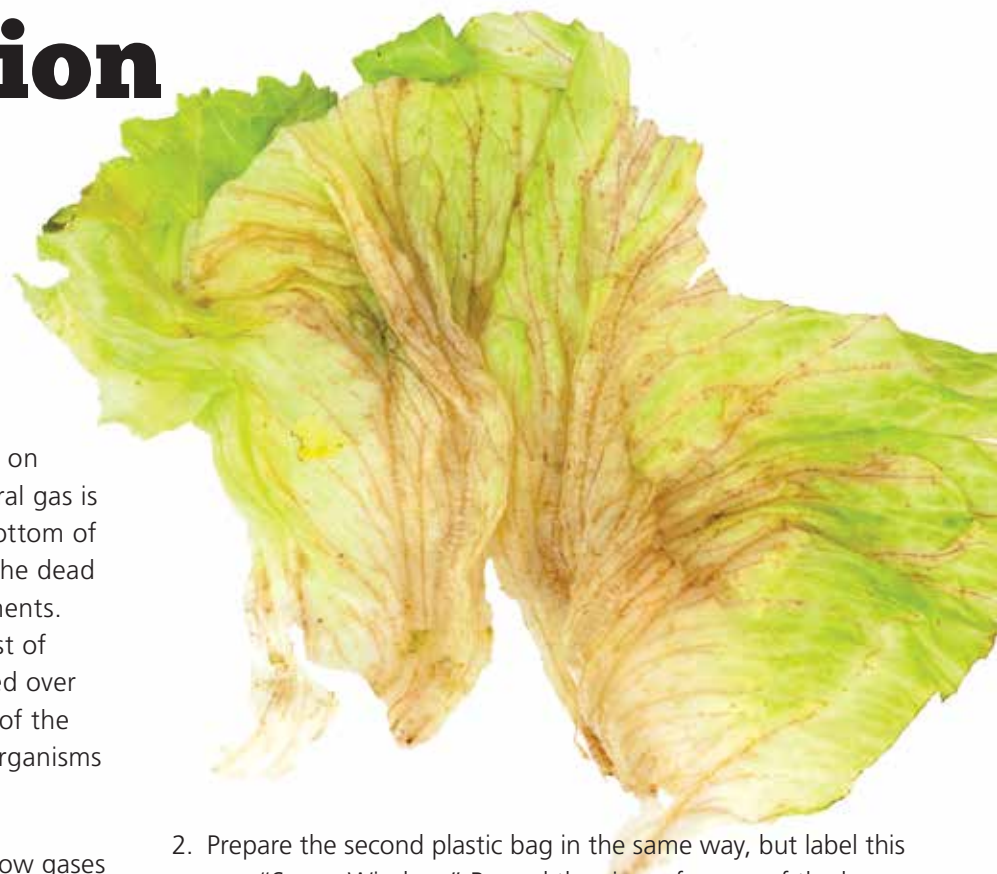 ion
on
ral gas is
ottom of
he dead
nents.
st of
ed over
of the
rganisms
ow gases
2. Prepare the second plastic bag in the same way, but label this